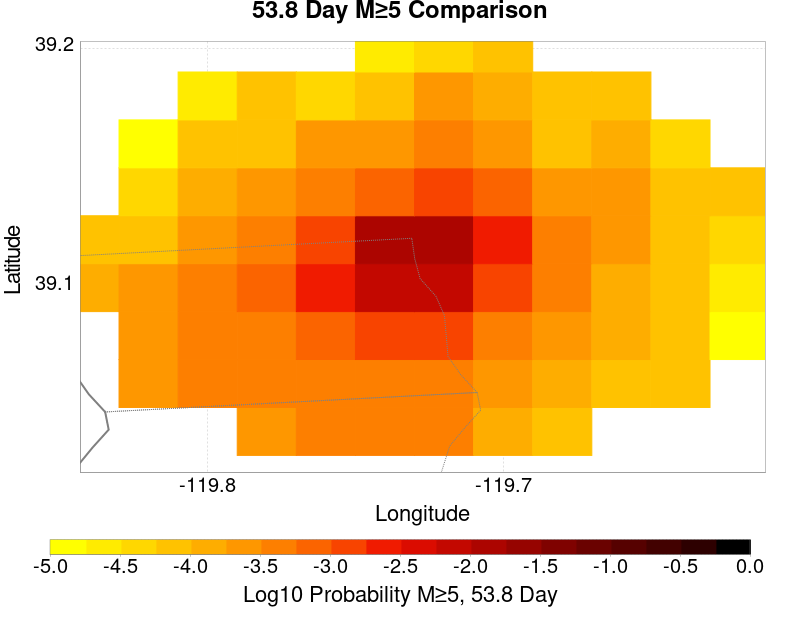 53.8 Day M≥5 Comparison
39.2
39.1
Latitude
-119.8 -119.7
Longitude
-5.0 -4.5 -4.0 -3.5 -3.0 -2.5 -2.0 -1.5 -1.0 -0.5 0.0
Log10 Probability M≥5, 53.8 Day